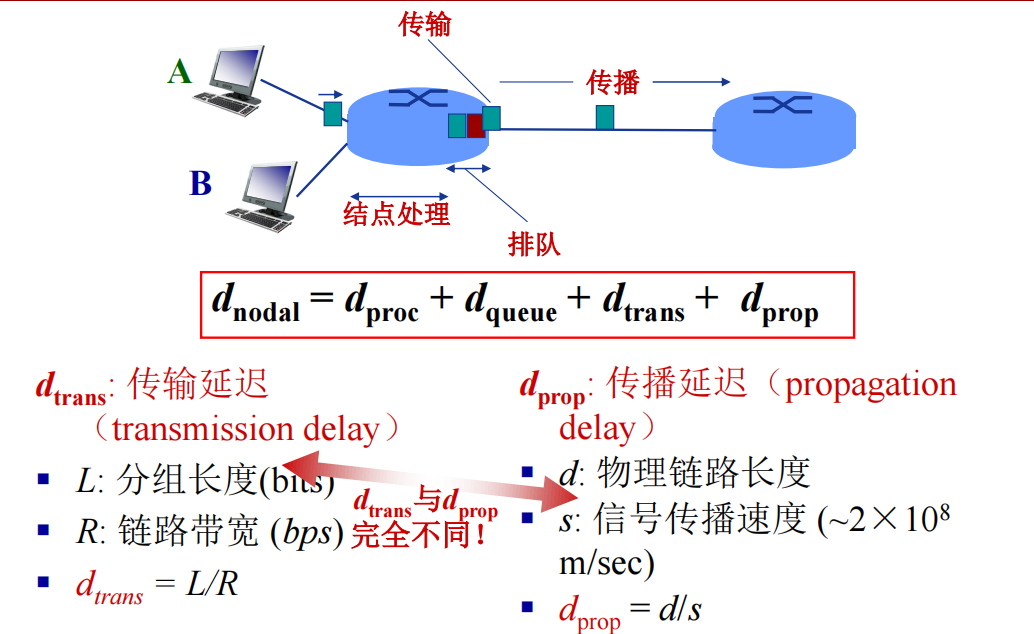 传输
A
传播
B
结点处理
排队
dnodal = dproc + dqueue + dtrans + dprop
dtrans: 传输延迟
（transmission delay）
L: 分组长度(bits)
R: 链路带宽 (bps)
dtrans = L/R
dtrans与dprop
完全不同！
dprop: 传播延迟（propagation
delay）
d: 物理链路长度
s: 信号传播速度 (~2×10⁸
m/sec)
dprop = d/s